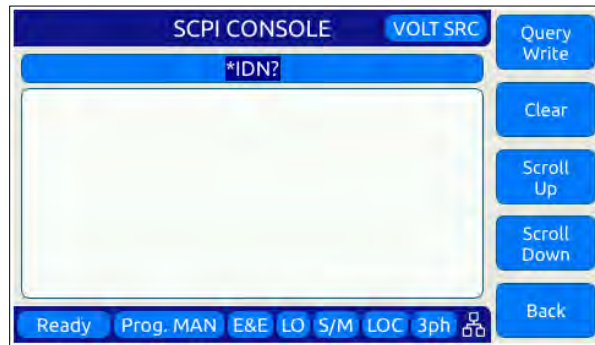 SCPI CONSOLE VOLT SRC
*IDN?
Query
Write
Clear
Scroll
Up
Scroll
Down
Back
Ready Prog. MAN E&E LO S/M LOC 3ph